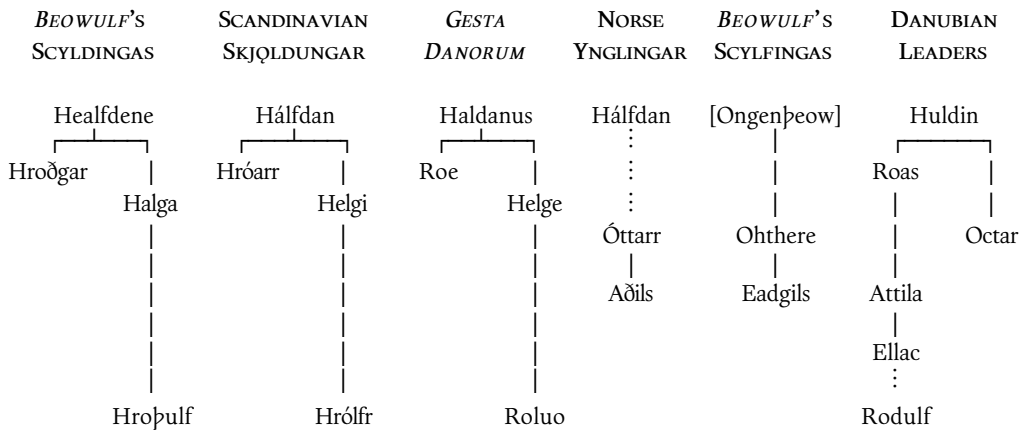 BEOWULF'S SCANDINAVIAN GESTA NORSE BEOWULF'S DANUBIAN
SCYLDINGAS SKJǪLDUNGAR DANORUM YNGLINGAR SCYLFINGAS LEADERS
Healfdene Hálfdan Haldanus Hálfdan [Ongenþeow] Huldin
Hroðgar Hróarr Roe Roas
Halga Helgi Helge
Óttarr Ohthere Octar
Aðils Eadgils Attila
Ellac
Hroþulf Hrólfr Roluo Rodulf